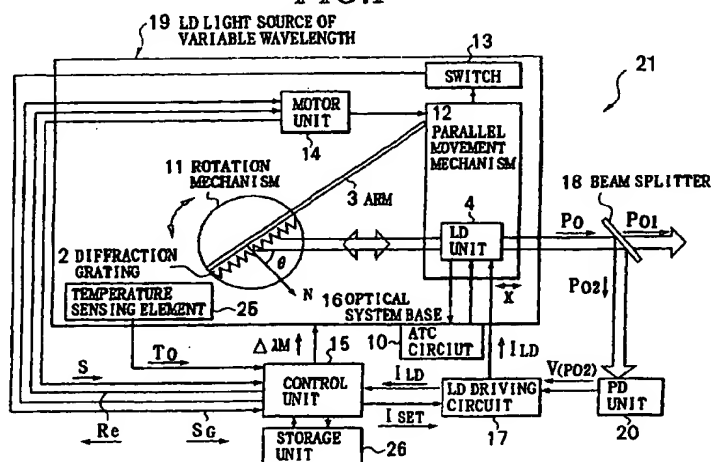 FIG.1
19 LD LIGHT SOURCE OF
VARIABLE WAVELENGTH
13
SWITCH
21
MOTOR
UNIT
14
12
PARALLEL
MOVEMENT
MECHANISM
11 ROTATION
MECHANISM
3 ARM
18 BEAM SPLITTER
4
LD
UNIT
PO
PO1
2 DIFFRACTION
GRATING
θ
N
16 OPTICAL
SYSTEM BASE
X
PO2
TEMPERATURE
SENSING ELEMENT
25
10
ATC
CIRCIUT
ΔλM
15
ILD
TO
S
CONTROL
UNIT
ILD
LD DRIVING
CIRCUIT
V(PO2)
PD
UNIT
Re
SG
ISET
17
20
STORAGE
UNIT
26